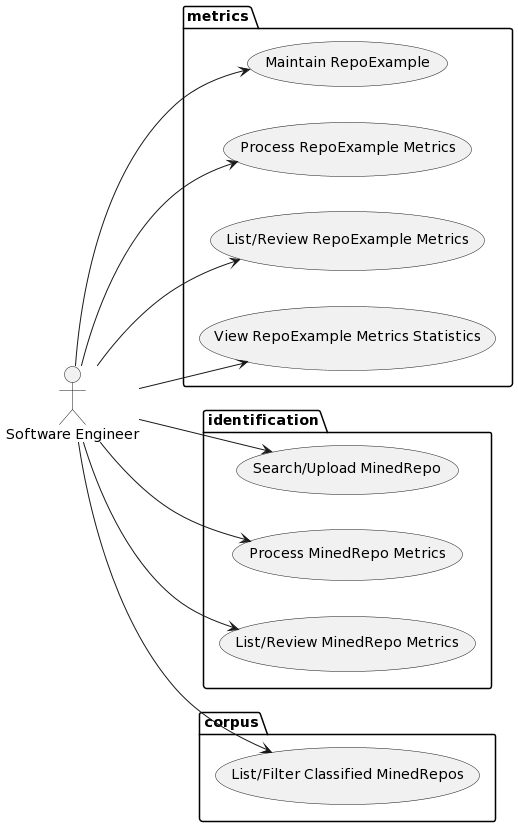 metrics
Maintain RepoExample
Process RepoExample Metrics
List/Review RepoExample Metrics
View RepoExample Metrics Statistics
Software Engineer
identification
Search/Upload MinedRepo
Process MinedRepo Metrics
List/Review MinedRepo Metrics
corpus
List/Filter Classified MinedRepos